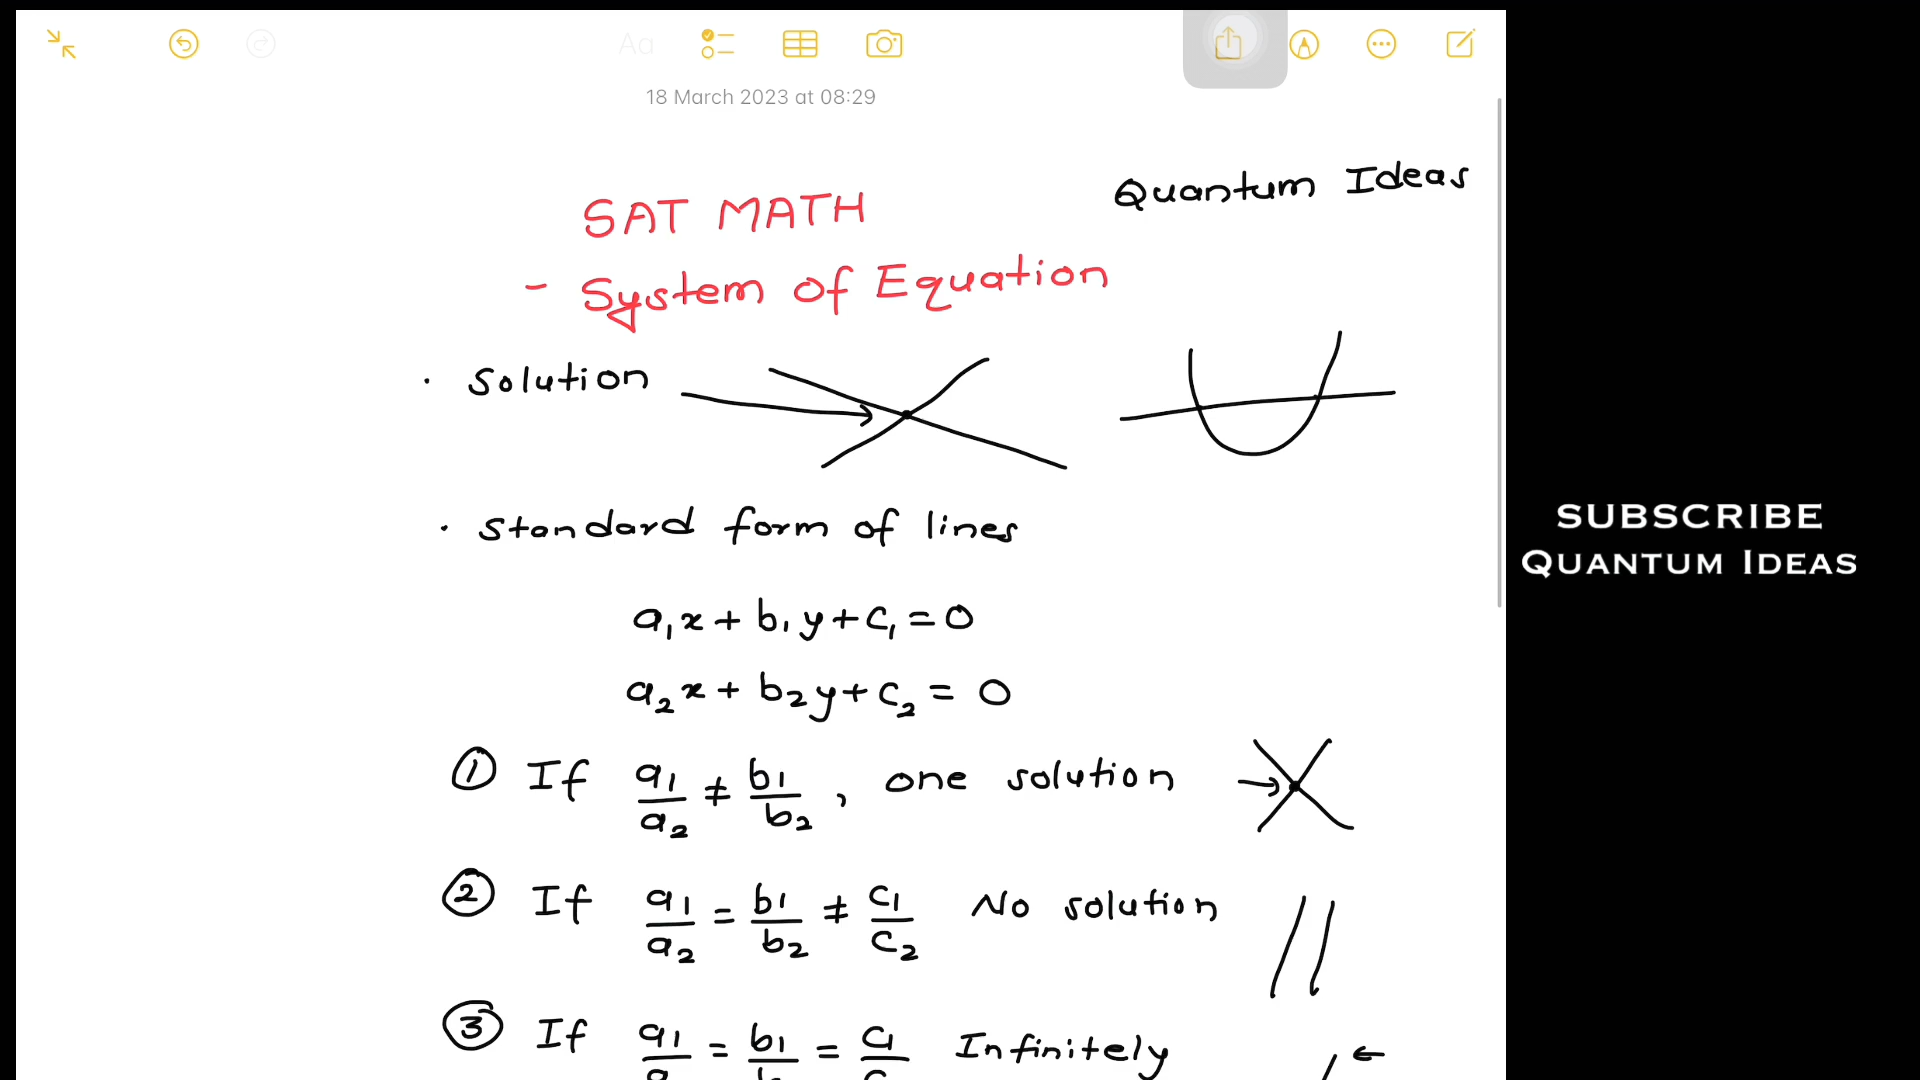 Aa
18 March 2023 at 08:29
Quantum Ideas
SAT MATH
- System of Equation
· Solution
· Standard form of lines
a₁x + b₁y + c₁ = 0
a₂x + b₂y + c₂ = 0
① If a₁/a₂ ≠ b₁/b₂, one solution
② If a₁/a₂ = b₁/b₂ ≠ c₁/c₂ No solution
③ If a₁/a = b₁/b = c₁/c Infinitely
SUBSCRIBE
QUANTUM IDEAS